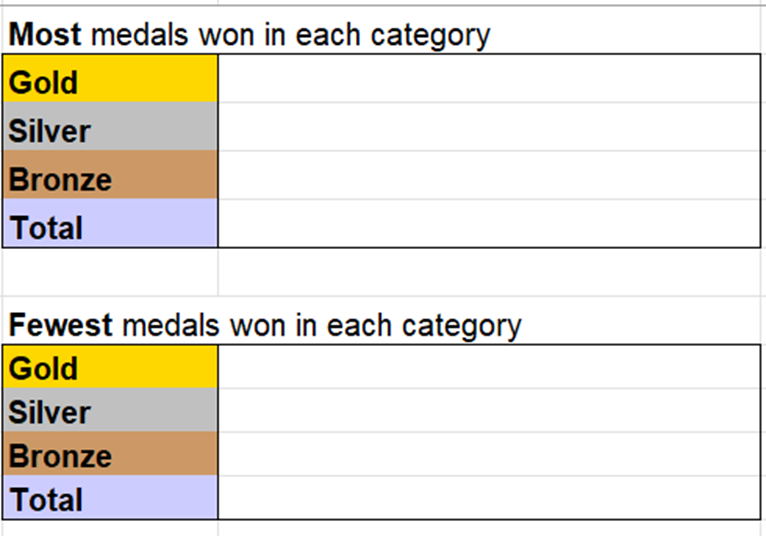 Most medals won in each category
Gold
Silver
Bronze
Total
Fewest medals won in each category
Gold
Silver
Bronze
Total